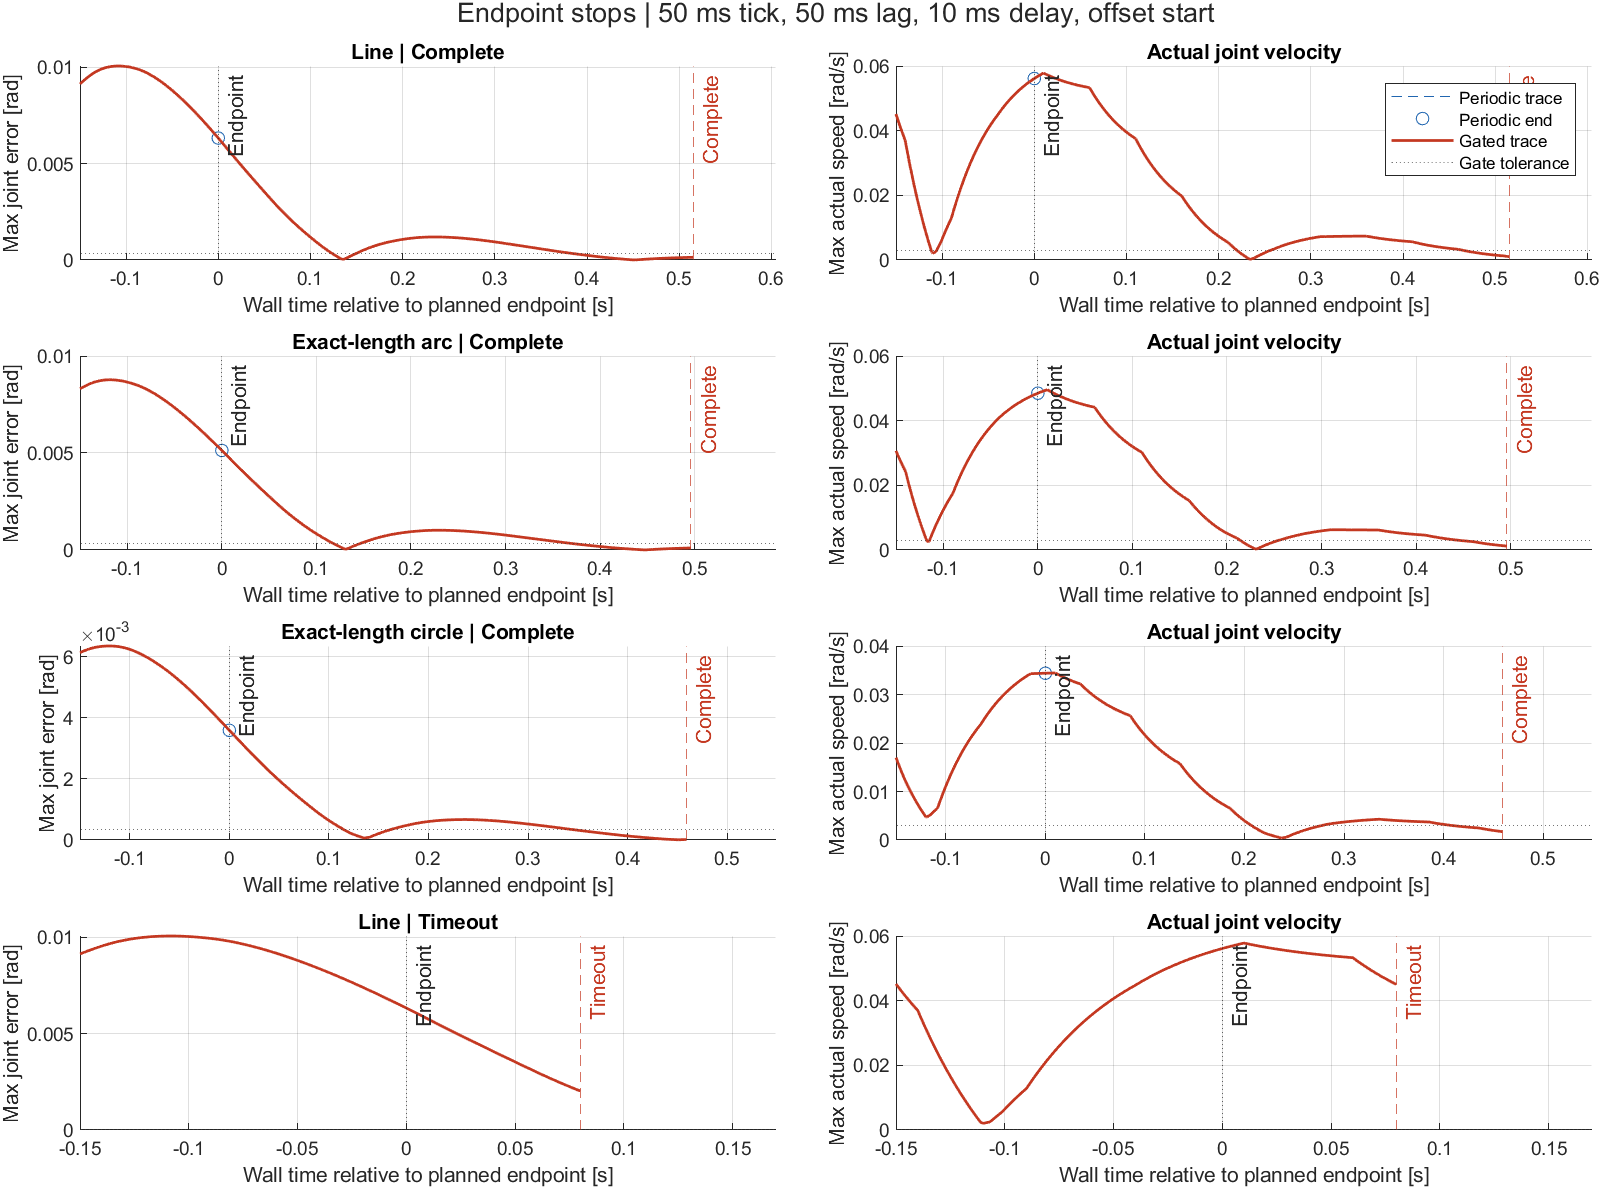 Endpoint stops | 50 ms tick, 50 ms lag, 10 ms delay, offset start
Line | Complete
Max joint error [rad]
0.01
0.005
0
Endpoint
Complete
-0.1 0 0.1 0.2 0.3 0.4 0.5 0.6
Wall time relative to planned endpoint [s]
Actual joint velocity
Max actual speed [rad/s]
0.06
0.04
0.02
0
Endpoint
Periodic trace
Periodic end
Gated trace
Gate tolerance
-0.1 0 0.1 0.2 0.3 0.4 0.5 0.6
Wall time relative to planned endpoint [s]
Exact-length arc | Complete
Max joint error [rad]
0.01
0.005
0
Endpoint
Complete
-0.1 0 0.1 0.2 0.3 0.4 0.5
Wall time relative to planned endpoint [s]
Actual joint velocity
Max actual speed [rad/s]
0.06
0.04
0.02
0
Endpoint
Complete
-0.1 0 0.1 0.2 0.3 0.4 0.5
Wall time relative to planned endpoint [s]
Exact-length circle | Complete
×10-3
Max joint error [rad]
6
4
2
0
Endpoint
Complete
-0.1 0 0.1 0.2 0.3 0.4 0.5
Wall time relative to planned endpoint [s]
Actual joint velocity
Max actual speed [rad/s]
0.04
0.03
0.02
0.01
0
Endpoint
Complete
-0.1 0 0.1 0.2 0.3 0.4 0.5
Wall time relative to planned endpoint [s]
Line | Timeout
Max joint error [rad]
0.01
0.005
0
Endpoint
Timeout
-0.15 -0.1 -0.05 0 0.05 0.1 0.15
Wall time relative to planned endpoint [s]
Actual joint velocity
Max actual speed [rad/s]
0.06
0.04
0.02
0
Endpoint
Timeout
-0.15 -0.1 -0.05 0 0.05 0.1 0.15
Wall time relative to planned endpoint [s]